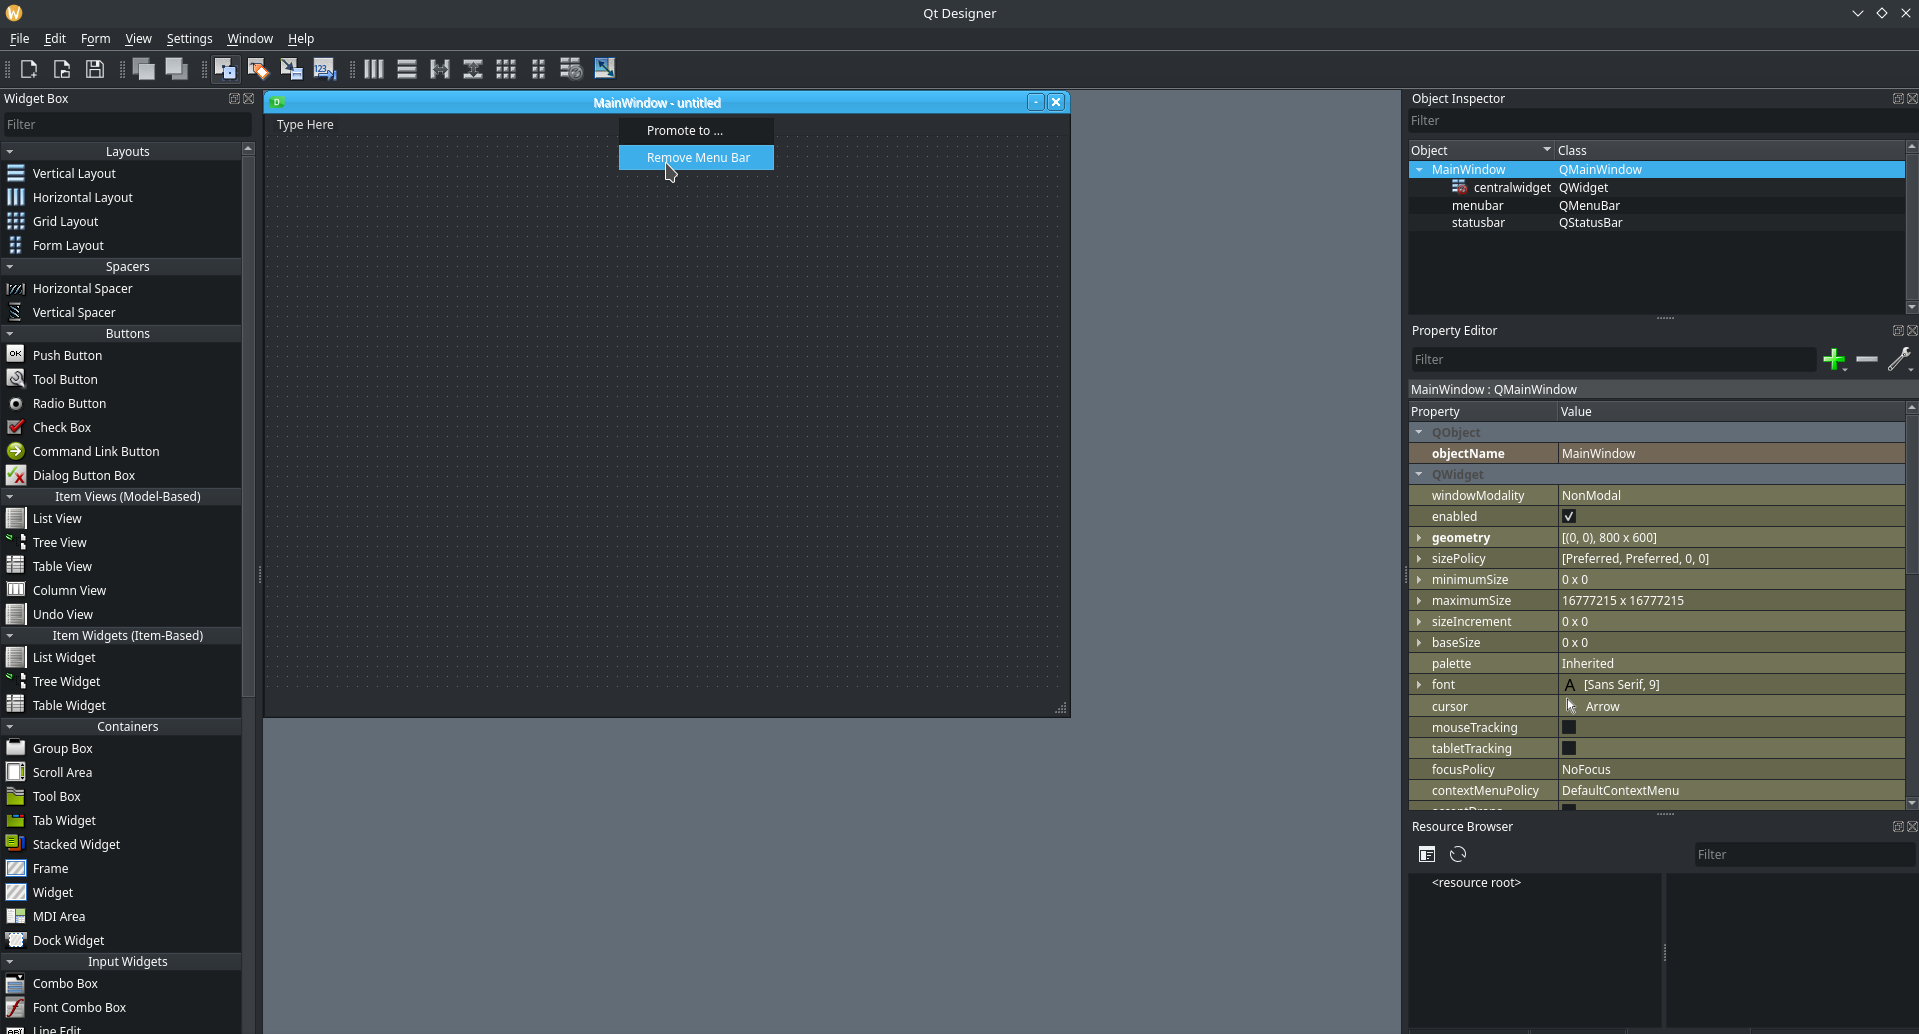 Qt Designer
File Edit Form View Settings Window Help
Widget Box
Filter
Layouts
Vertical Layout
Horizontal Layout
Grid Layout
Form Layout
Spacers
Horizontal Spacer
Vertical Spacer
Buttons
OK Push Button
Tool Button
Radio Button
Check Box
Command Link Button
Dialog Button Box
Item Views (Model-Based)
List View
Tree View
Table View
Column View
Undo View
Item Widgets (Item-Based)
List Widget
Tree Widget
Table Widget
Containers
Group Box
Scroll Area
Tool Box
Tab Widget
Stacked Widget
Frame
Widget
MDI Area
Dock Widget
Input Widgets
Combo Box
Font Combo Box
Line Edit
MainWindow - untitled
Type Here
Promote to ...
Remove Menu Bar
Object Inspector
Filter
Object Class
MainWindow QMainWindow
centralwidget QWidget
menubar QMenuBar
statusbar QStatusBar
Property Editor
Filter
MainWindow : QMainWindow
Property Value
QObject
objectName MainWindow
QWidget
windowModality NonModal
enabled
geometry [(0, 0), 800 x 600]
sizePolicy [Preferred, Preferred, 0, 0]
minimumSize 0 x 0
maximumSize 16777215 x 16777215
sizeIncrement 0 x 0
baseSize 0 x 0
palette Inherited
font A [Sans Serif, 9]
cursor Arrow
mouseTracking
tabletTracking
focusPolicy NoFocus
contextMenuPolicy DefaultContextMenu
Resource Browser
Filter
<resource root>